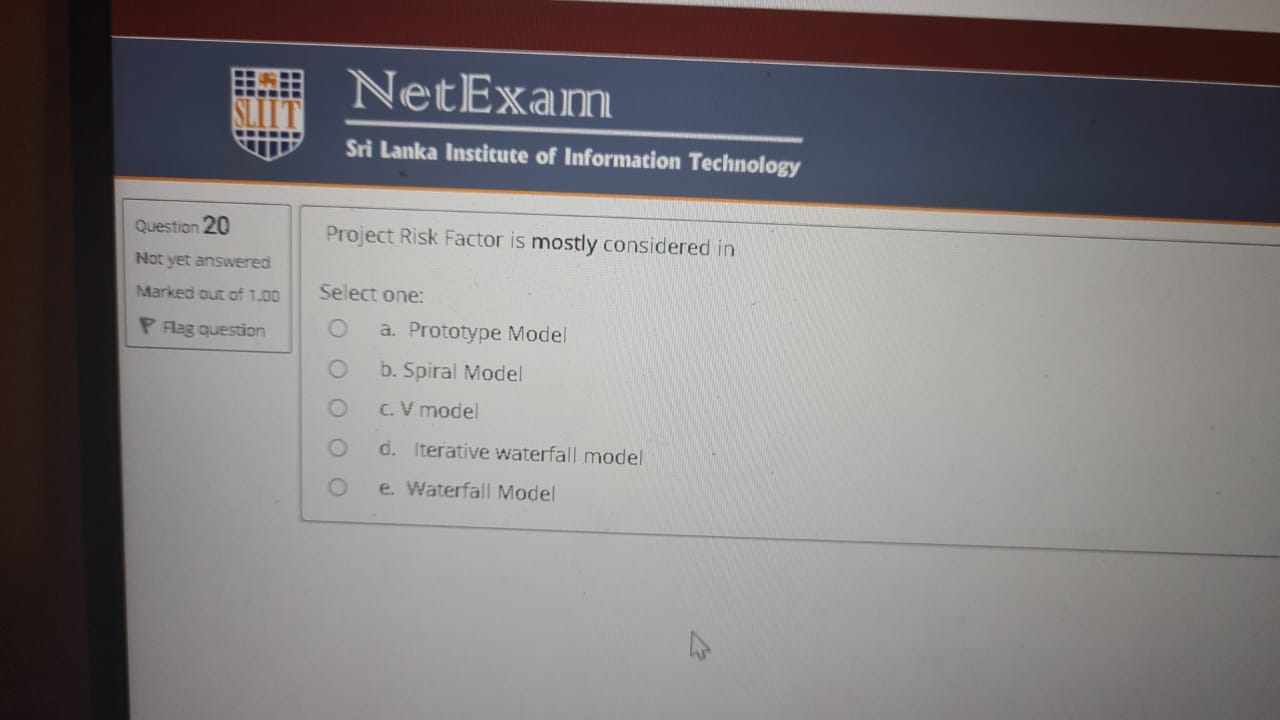 SLIIT
NetExam
Sri Lanka Institute of Information Technology
Question 20
Not yet answered
Marked out of 1.00
Flag question
Project Risk Factor is mostly considered in
Select one:
a. Prototype Model
b. Spiral Model
c. V model
d. Iterative waterfall model
e. Waterfall Model